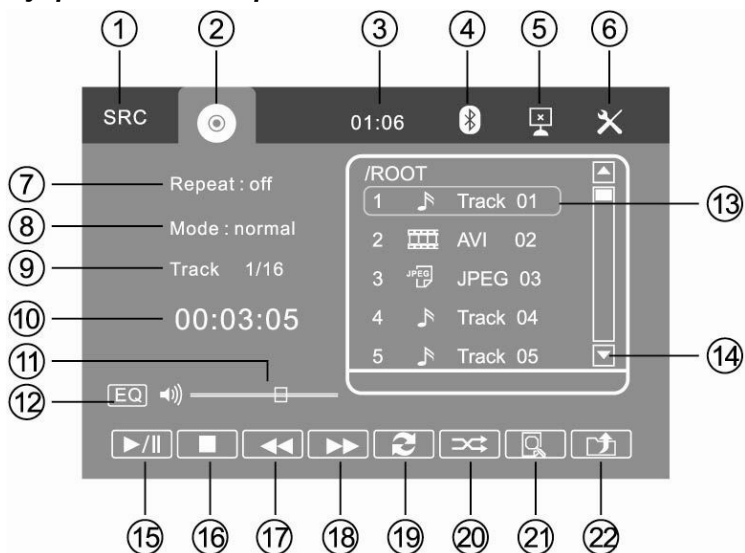 ① ② ③ ④ ⑤ ⑥
SRC 01:06
⑦ Repeat : off
⑧ Mode : normal
⑨ Track 1/16
⑩ 00:03:05
⑪
⑫ EQ
/ROOT
1 Track 01 ⑬
2 AVI 02
3 JPEG JPEG 03
4 Track 04
5 Track 05 ⑭
⑮ ⑯ ⑰ ⑱ ⑲ ⑳ ㉑ ㉒